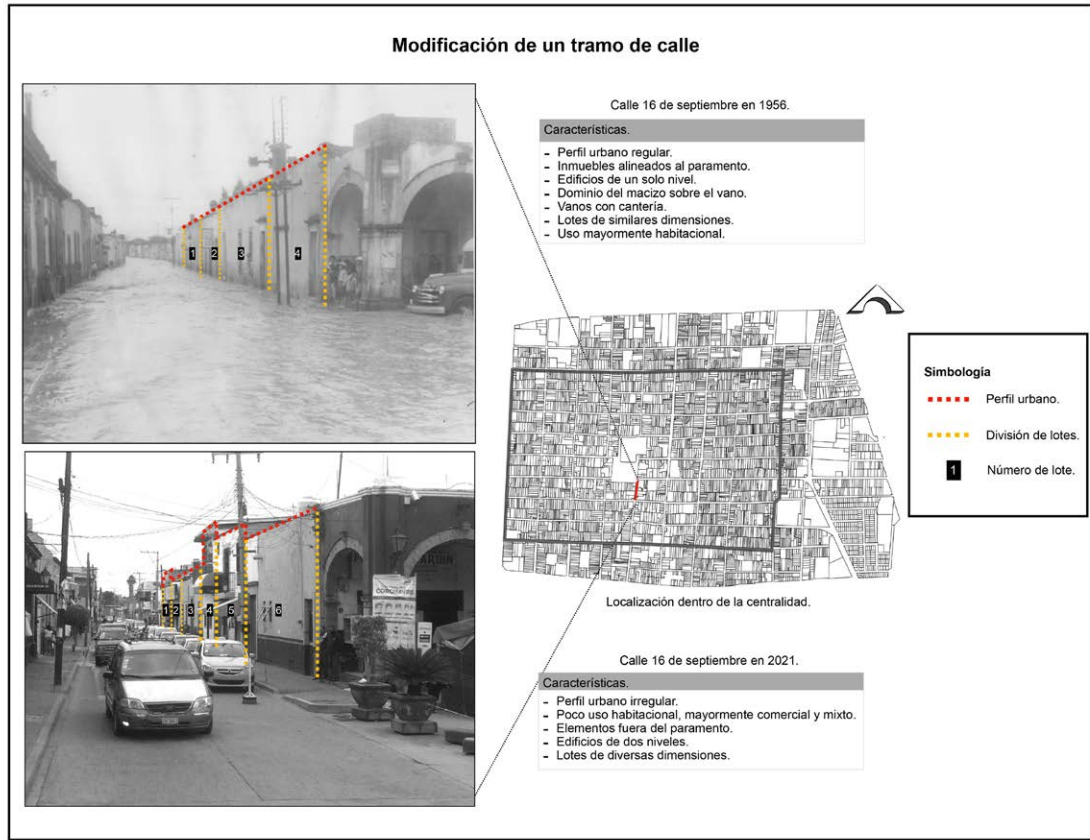 Modificación de un tramo de calle
Calle 16 de septiembre en 1956.
Características.
- Perfil urbano regular.
- Inmuebles alineados al paramento.
- Edificios de un solo nivel.
- Dominio del macizo sobre el vano.
- Vanos con cantería.
- Lotes de similares dimensiones.
- Uso mayormente habitacional.
1 2 3 4
Simbología
Perfil urbano.
División de lotes.
1 Número de lote.
Localización dentro de la centralidad.
1 2 3 4 5 6
Calle 16 de septiembre en 2021.
Características.
- Perfil urbano irregular.
- Poco uso habitacional, mayormente comercial y mixto.
- Elementos fuera del paramento.
- Edificios de dos niveles.
- Lotes de diversas dimensiones.